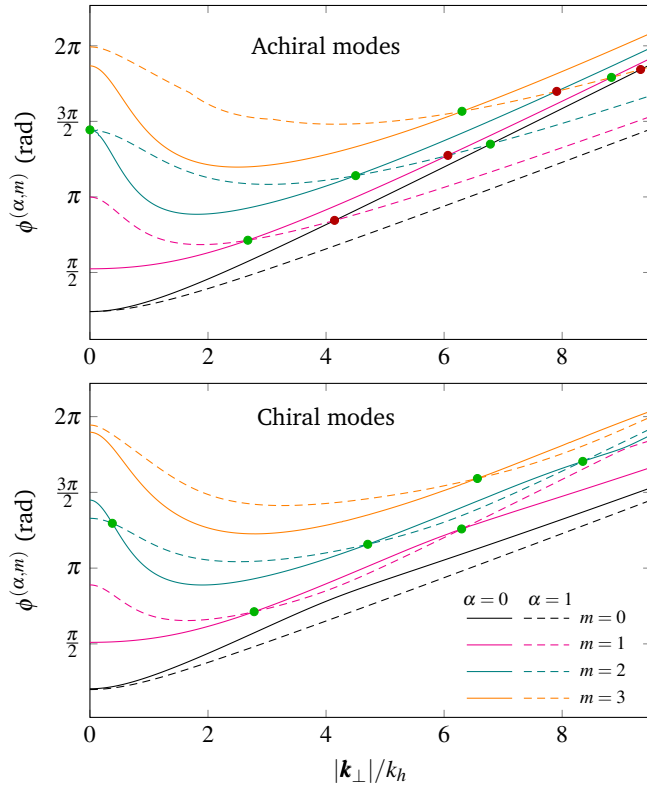 Achiral modes
2π
3π/2
π
π/2
ϕ^(α,m) (rad)
0 2 4 6 8
Chiral modes
2π
3π/2
π
π/2
ϕ^(α,m) (rad)
α = 0 α = 1
m = 0
m = 1
m = 2
m = 3
0 2 4 6 8
|k⊥|/k_h